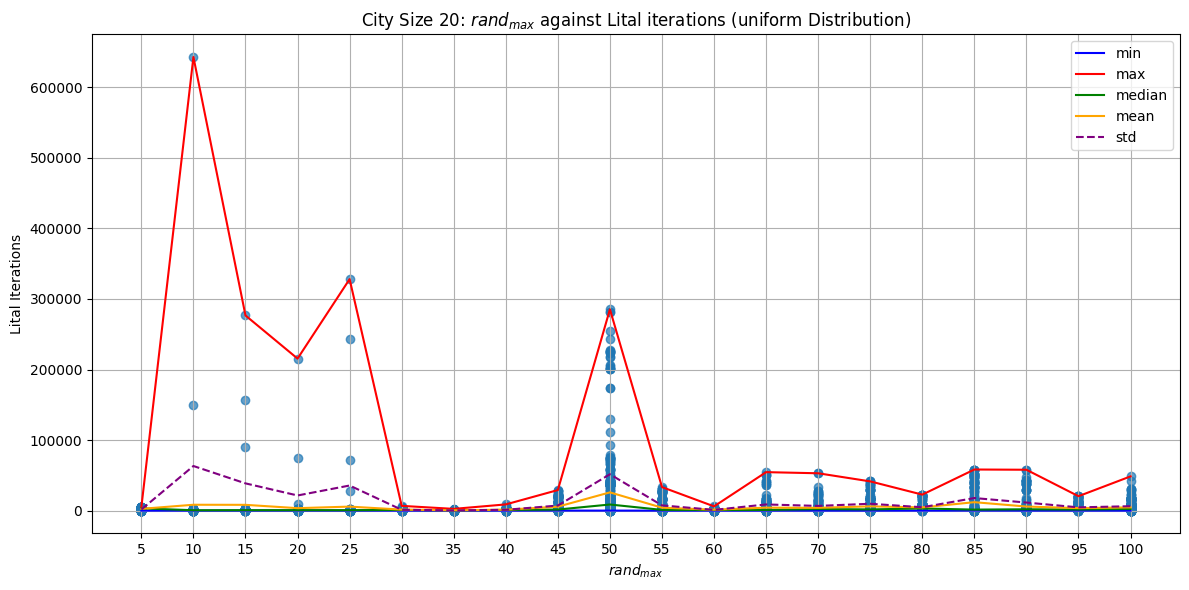 City Size 20: rand_max against Lital iterations (uniform Distribution)
min
max
median
mean
std
Lital Iterations
600000
500000
400000
300000
200000
100000
0
5 10 15 20 25 30 35 40 45 50 55 60 65 70 75 80 85 90 95 100
rand_max